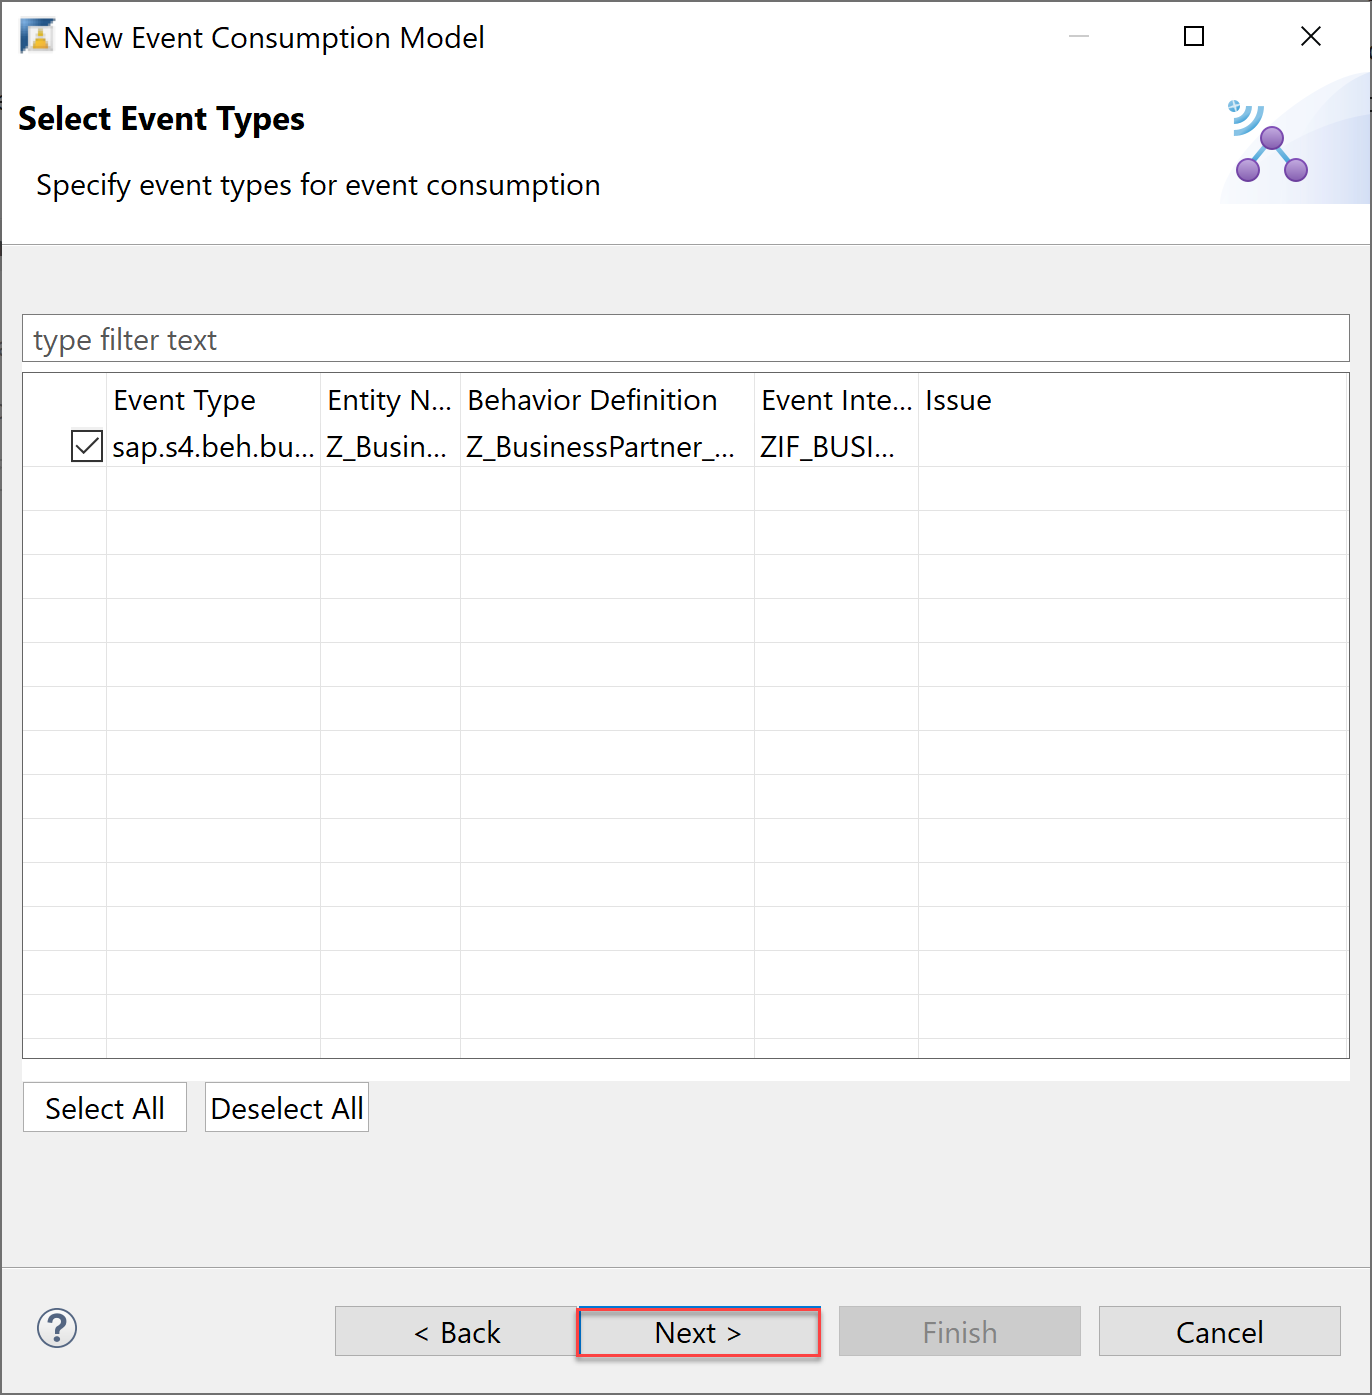 New Event Consumption Model
Select Event Types
Specify event types for event consumption
type filter text
Event Type Entity N... Behavior Definition Event Inte... Issue
sap.s4.beh.bu... Z_Busin... Z_BusinessPartner_... ZIF_BUSI...
Select All Deselect All
? < Back Next > Finish Cancel